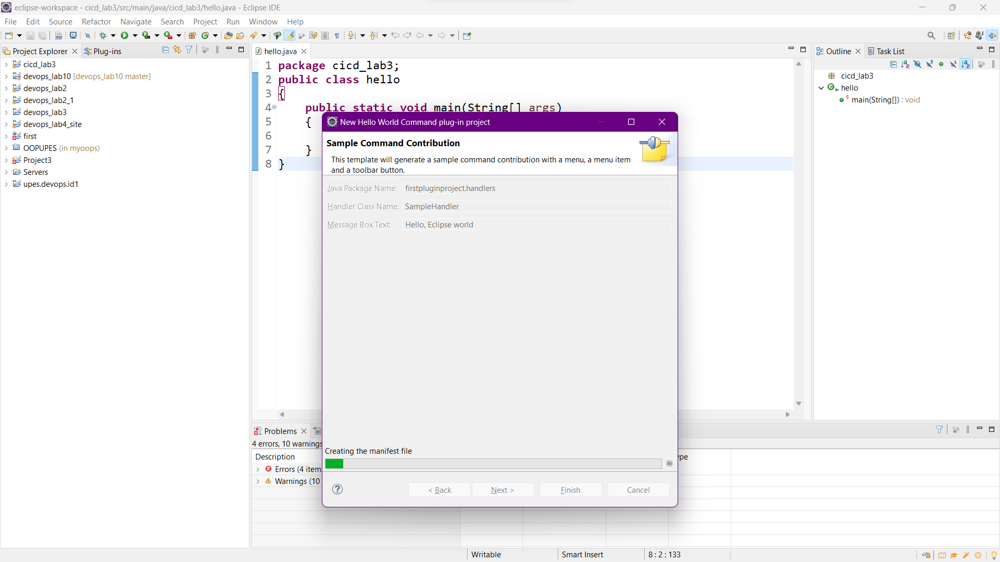 eclipse-workspace - cicd_lab3/src/main/java/cicd_lab3/hello.java - Eclipse IDE
File Edit Source Refactor Navigate Search Project Run Window Help
Project Explorer
Plug-ins
cicd_lab3
devops_lab10 [devops_lab10 master]
devops_lab2
devops_lab2_1
devops_lab3
devops_lab4_site
first
OOPUPES (in myoops)
Project3
Servers
upes.devops.id1
hello.java
1 package cicd_lab3;
2 public class hello
3 {
4 public static void main(String[] args)
5 {
6
7 }
8 }
New Hello World Command plug-in project
Sample Command Contribution
This template will generate a sample command contribution with a menu, a menu item
and a toolbar button.
Java Package Name: firstpluginproject.handlers
Handler Class Name: SampleHandler
Message Box Text: Hello, Eclipse world
Creating the manifest file
< Back Next > Finish Cancel
Outline
Task List
cicd_lab3
hello
main(String[]) : void
Problems
4 errors, 10 warnings
Description
Errors (4 item
Warnings (10
Writable Smart Insert 8 : 2 : 133